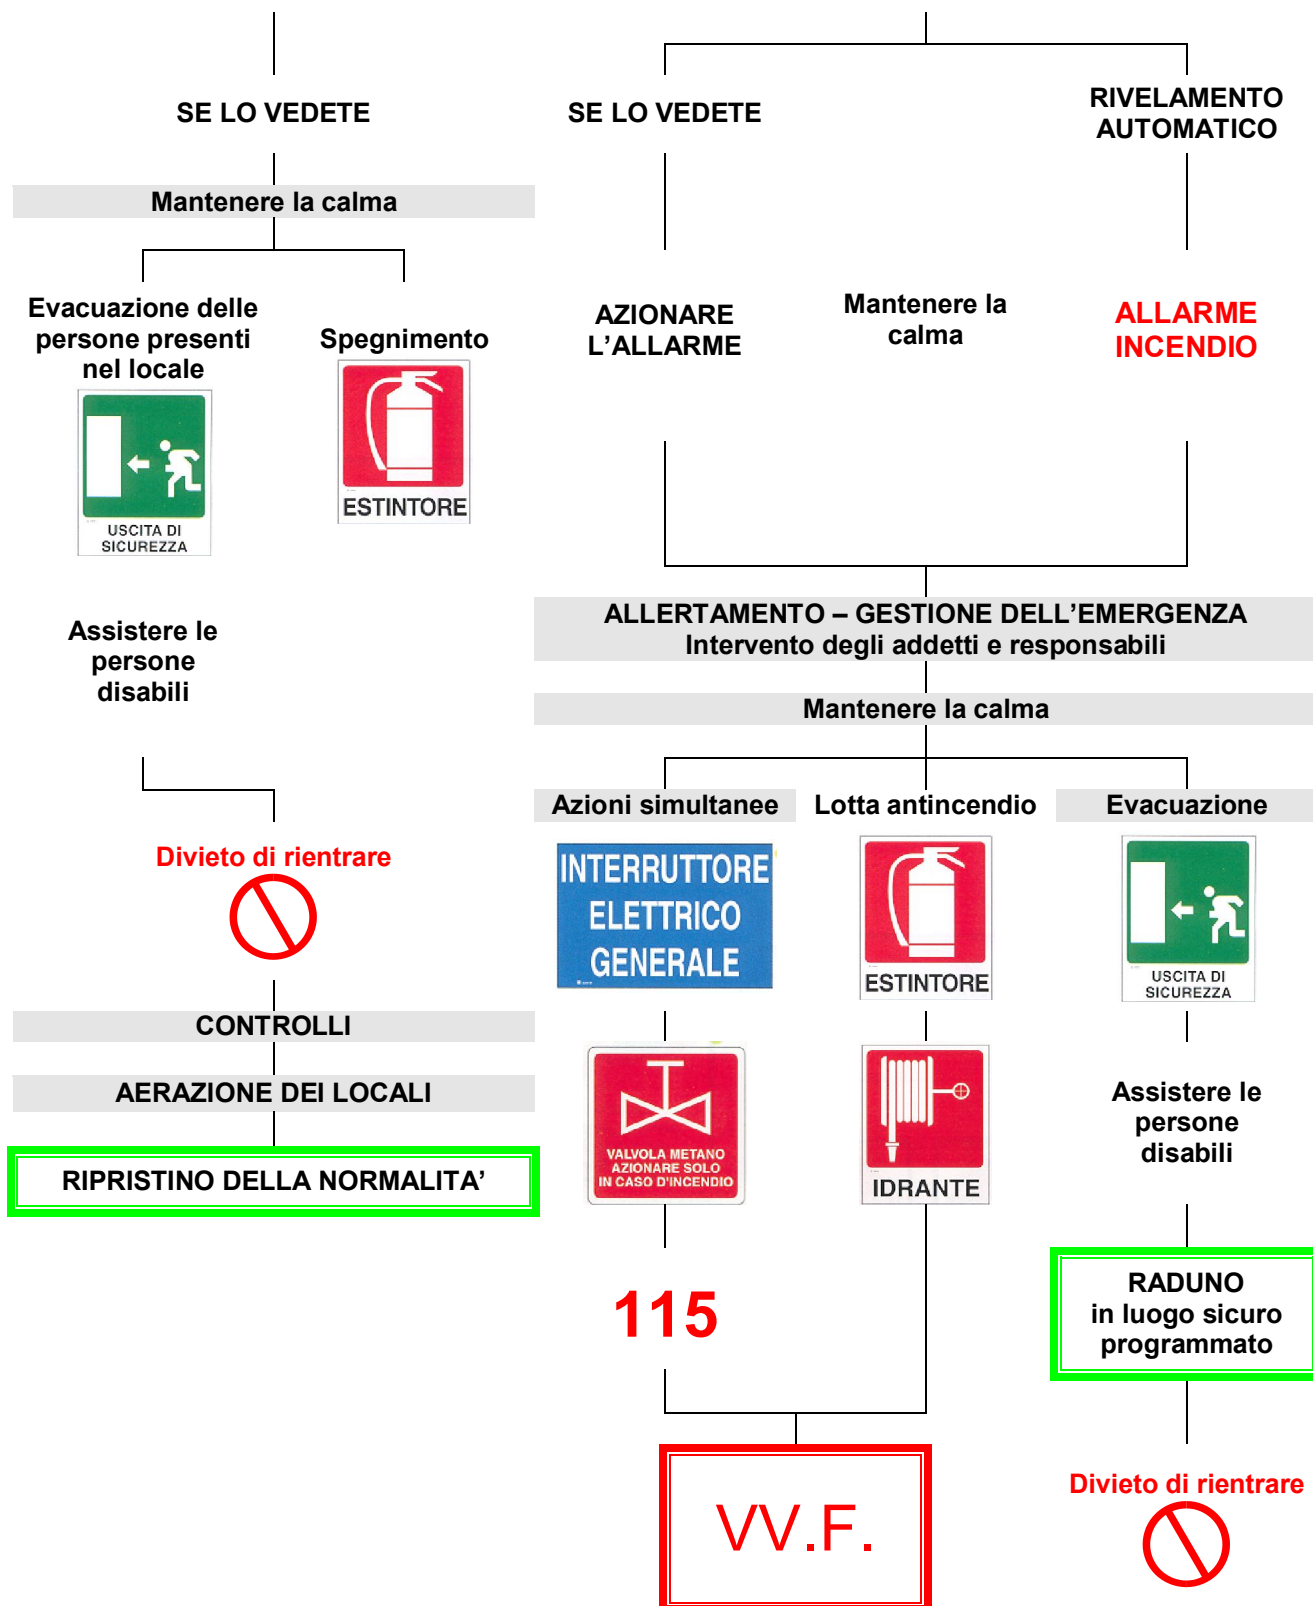 SE LO VEDETE
Mantenere la calma
Evacuazione delle
persone presenti
nel locale
USCITA DI
SICUREZZA
Spegnimento
ESTINTORE
Assistere le
persone
disabili
Divieto di rientrare
CONTROLLI
AERAZIONE DEI LOCALI
RIPRISTINO DELLA NORMALITA’
SE LO VEDETE
RIVELAMENTO
AUTOMATICO
AZIONARE
L’ALLARME
Mantenere la
calma
ALLARME
INCENDIO
ALLERTAMENTO – GESTIONE DELL’EMERGENZA
Intervento degli addetti e responsabili
Mantenere la calma
Azioni simultanee
INTERRUTTORE
ELETTRICO
GENERALE
VALVOLA METANO
AZIONARE SOLO
IN CASO D'INCENDIO
115
Lotta antincendio
ESTINTORE
IDRANTE
VV.F.
Evacuazione
USCITA DI
SICUREZZA
Assistere le
persone
disabili
RADUNO
in luogo sicuro
programmato
Divieto di rientrare